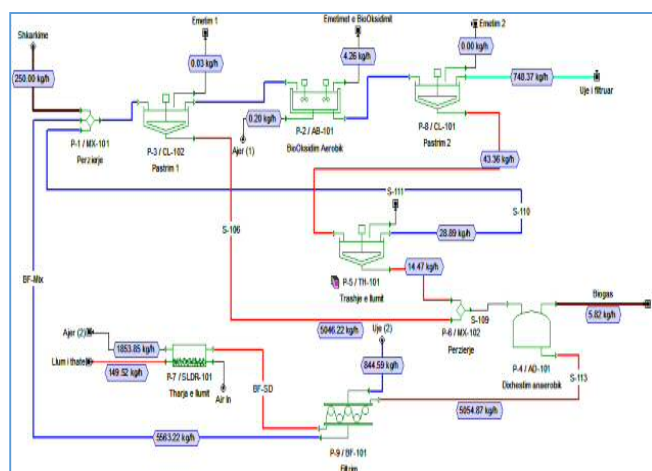 Shkarkime
250.00 kg/h
Emetim 1
0.03 kg/h
Emetimet e BioOksidimit
4.26 kg/h
Emetim 2
0.00 kg/h
748.37 kg/h
Uje i filtruar
P-1 / MX-101
Perzierje
P-3 / CL-102
Pastrim 1
0.20 kg/h
Ajer (1)
P-2 / AB-101
BioOksidim Aerobik
P-8 / CL-101
Pastrim 2
43.36 kg/h
S-111
S-110
28.89 kg/h
S-106
P-5 / TH-101
Trashje e llumit
14.47 kg/h
BF-Mix
Biogas
5.82 kg/h
S-109
5046.22 kg/h
P-6 / MX-102
Perzierje
P-4 / AD-101
Dixhestim anaerobik
S-113
Ajer (2)
1853.85 kg/h
Uje (2)
844.59 kg/h
Llum i thate
149.52 kg/h
P-7 / SLDR-101
Tharja e llumit
Air In
BF-SD
5054.87 kg/h
5563.22 kg/h
P-9 / BF-101
Filtrim